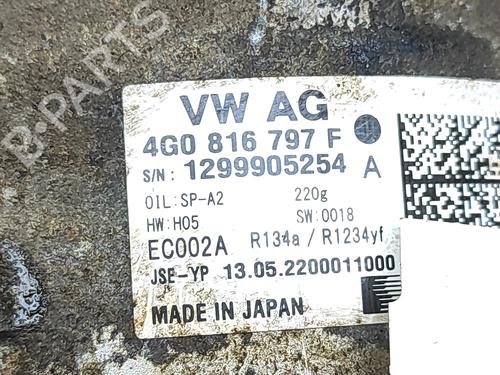 B-PARTS
VW AG
4G0 816 797 F
S/N: 1299905254 A
OIL: SP-A2 220g
HW: H05 SW: 0018
EC002A R134a / R1234yf
JSE-YP 13.05.2200011000
MADE IN JAPAN